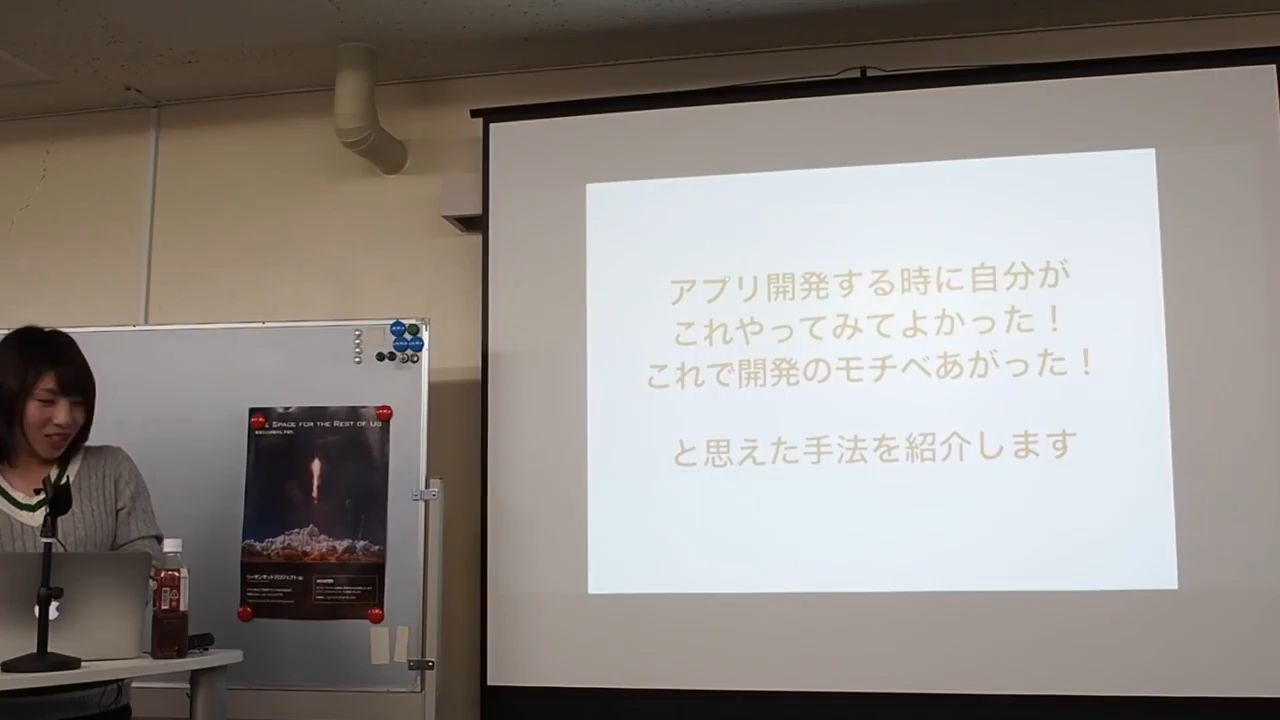 アプリ開発する時に自分が
これやってみてよかった！
これで開発のモチベあがった！
と思えた手法を紹介します
SPACE FOR THE REST OF US